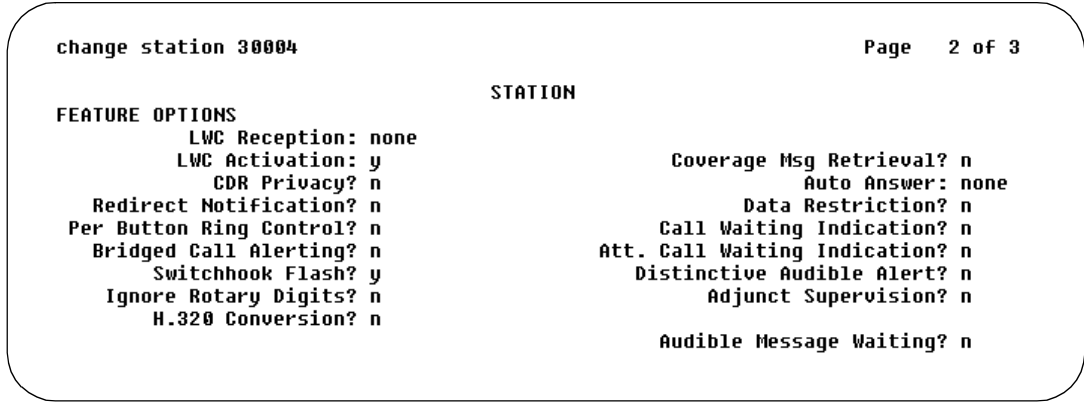 change station 30004 Page 2 of 3
STATION
FEATURE OPTIONS
LWC Reception: none
LWC Activation: y Coverage Msg Retrieval? n
CDR Privacy? n Auto Answer: none
Redirect Notification? n Data Restriction? n
Per Button Ring Control? n Call Waiting Indication? n
Bridged Call Alerting? n Att. Call Waiting Indication? n
Switchhook Flash? y Distinctive Audible Alert? n
Ignore Rotary Digits? n Adjunct Supervision? n
H.320 Conversion? n
Audible Message Waiting? n